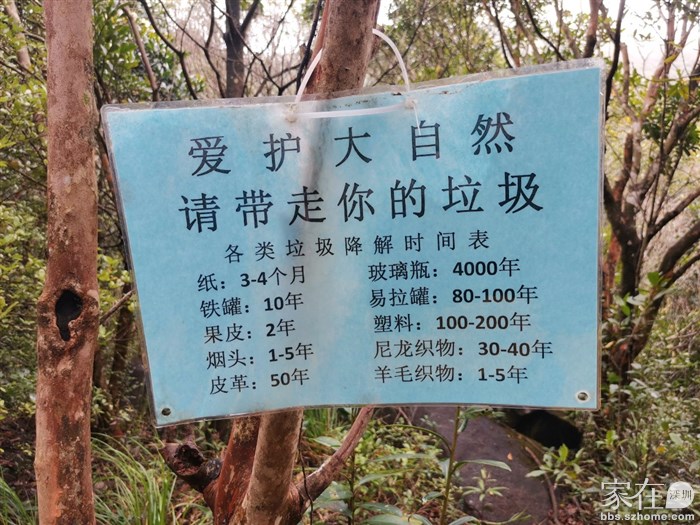 爱护大自然
请带走你的垃圾
各类垃圾降解时间表
纸：3-4个月 玻璃瓶：4000年
铁罐：10年 易拉罐：80-100年
果皮：2年 塑料：100-200年
烟头：1-5年 尼龙织物：30-40年
皮革：50年 羊毛织物：1-5年
家在深圳
bbs.szhome.com